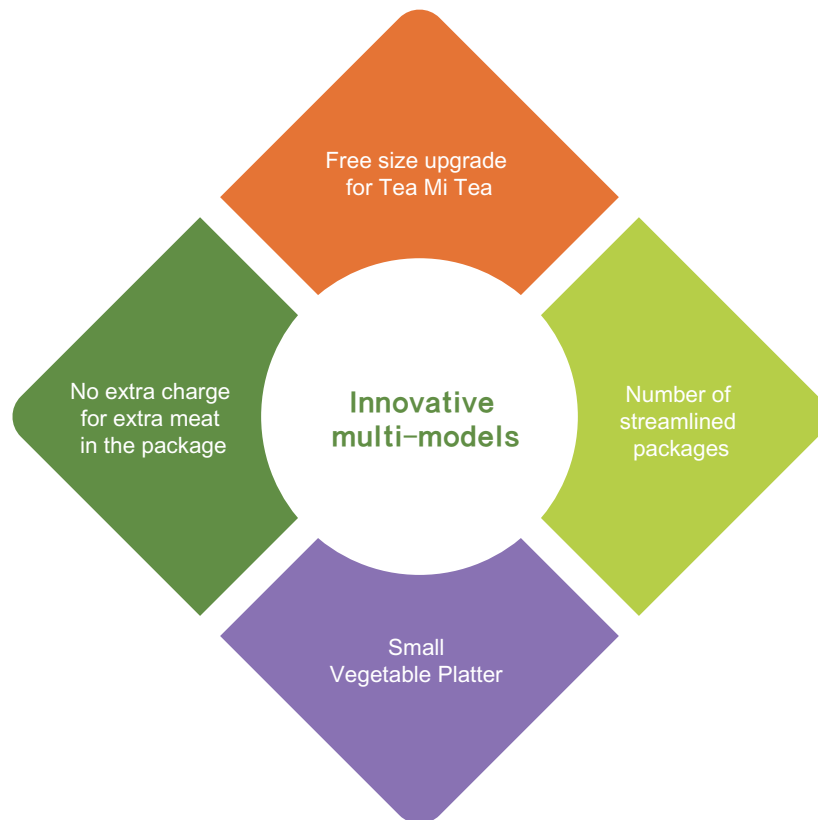 Free size upgrade
for Tea Mi Tea
No extra charge
for extra meat
in the package
Innovative
multi-models
Number of
streamlined
packages
Small
Vegetable Platter